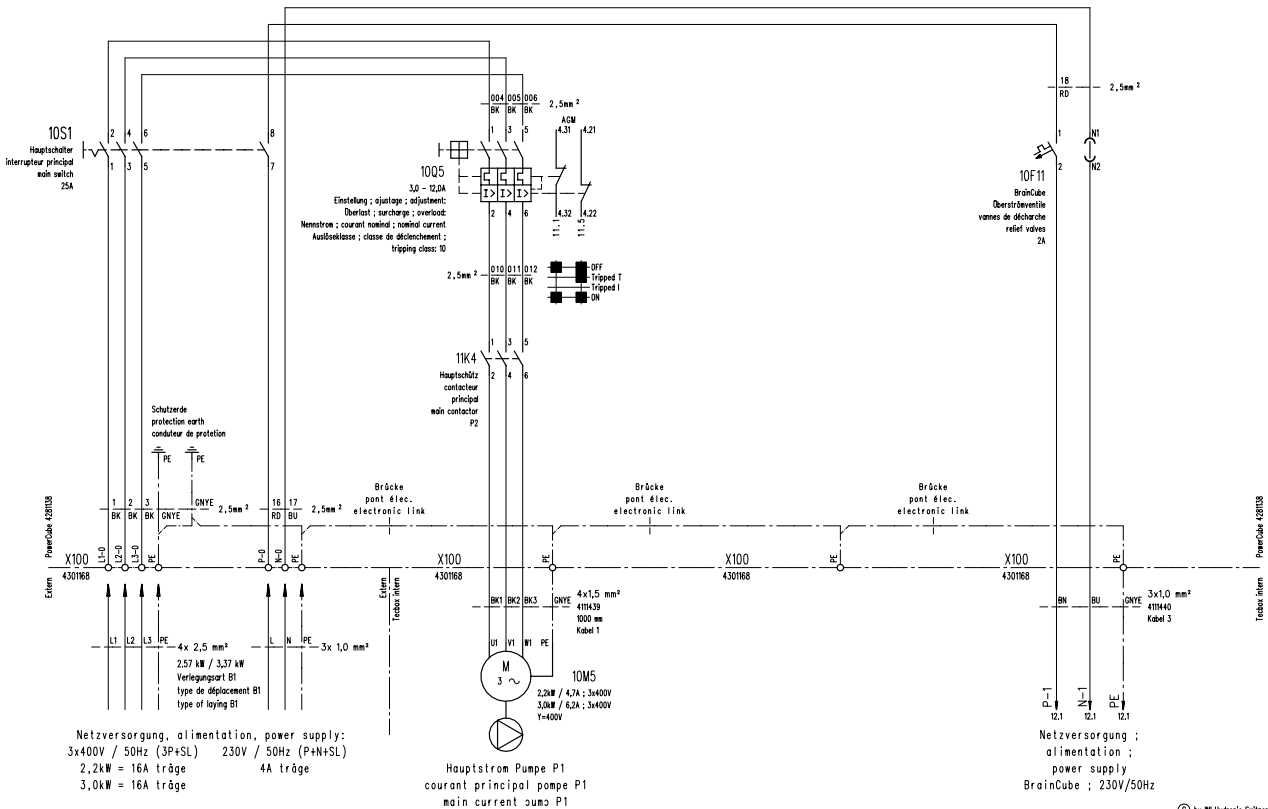 004 005 006
BK BK BK
2,5mm²
AGM
1 3 5
4.31 4.21
18
RD
2,5mm²
10S1
Hauptschalter
interrupteur principal
main switch
25A
2 4 6
1 3 5
8
7
10Q5
3,0 - 12,0A
Einstellung ; ajustage ; adjustment:
Überlast ; surcharge ; overload:
Nennstrom ; courant nominal ; nominal current
Auslöseklasse ; classe de déclenchement ;
tripping class: 10
I> I> I>
2 4 6
4.32 4.22
11.1 11.5
1 N1
2 N2
10F11
BrainCube
Überströmventile
vannes de décharche
relief valves
2A
2,5mm²
010 011 012
BK BK BK
OFF
Tripped T
Tripped I
ON
1 3 5
11K4
2 4 6
Hauptschütz
contacteur
principal
main contactor
P2
Schutzerde
protection earth
conduteur de protetion
PE PE
1 2 3
BK BK BK GNYE
GNYE 2,5mm²
16 17
RD BU
2,5mm²
Brücke
pont élec.
electronic link
Brücke
pont élec.
electronic link
Brücke
pont élec.
electronic link
PowerCube 4281138
Extern
X100
4301168
L1-0 L2-0 L3-0 PE
P-0 N-0 PE
Extern
Tecbox intern
X100
4301168
PE
X100
4301168
PE
X100
4301168
PE
PowerCube 4281138
Tecbox intern
L1 L2 L3 PE
4x 2,5 mm²
2,57 kW / 3,37 kW
Verlegungsart B1
type de déplacement B1
type of laying B1
L N PE
3x 1,0 mm²
BK1 BK2 BK3 GNYE
4x1,5 mm²
4111439
1000 mm
Kabel 1
U1 V1 W1 PE
M
3 ~
10M5
2,2kW / 4,7A ; 3x400V
3,0kW / 6,2A ; 3x400V
Y=400V
BN BU GNYE
3x1,0 mm²
4111440
Kabel 3
P-1 N-1 PE
12.1 12.1 12.1
Netzversorgung, alimentation, power supply:
3x400V / 50Hz (3P+SL) 230V / 50Hz (P+N+SL)
2,2kW = 16A träge 4A träge
3,0kW = 16A träge
Hauptstrom Pumpe P1
courant principal pompe P1
main current pump P1
Netzversorgung ;
alimentation ;
power supply
BrainCube ; 230V/50Hz